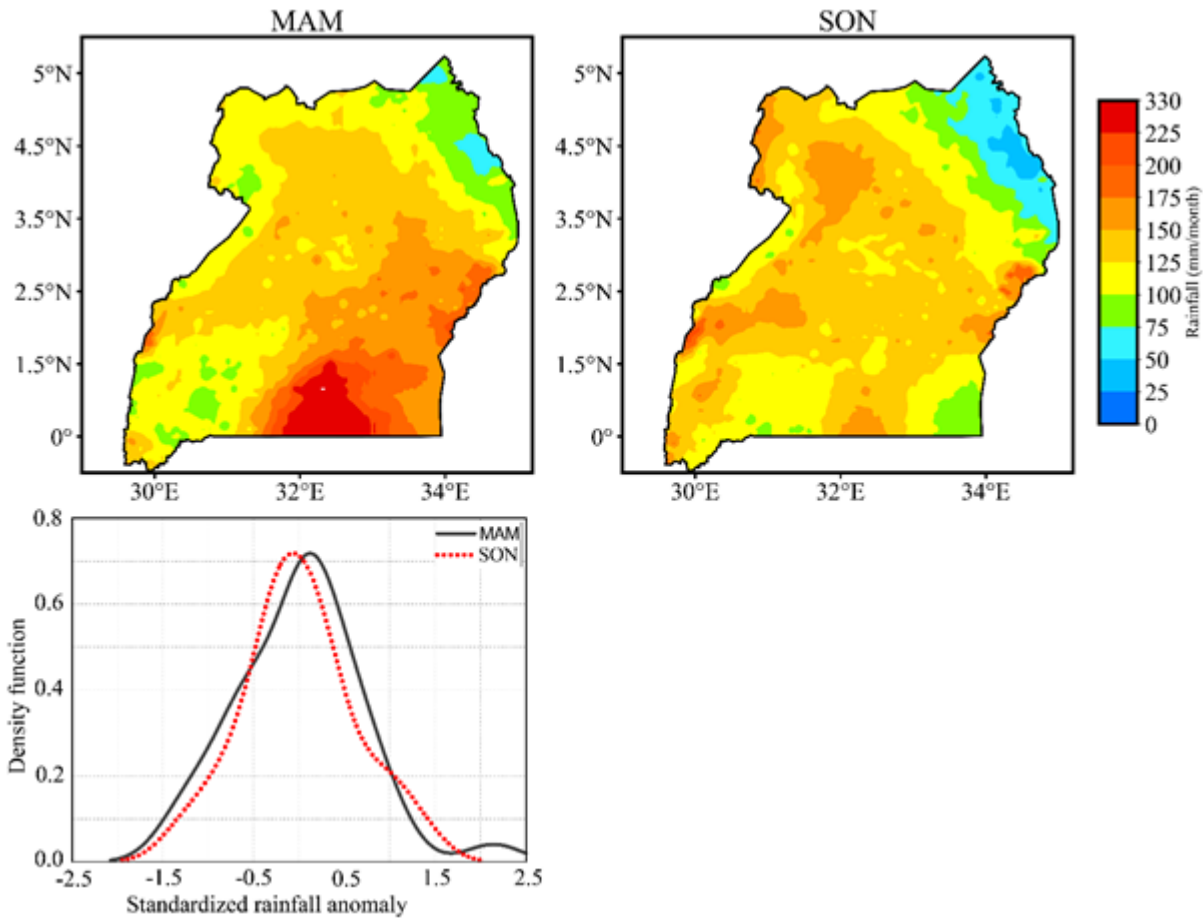 MAM
SON
5°N
4.5°N
3.5°N
2.5°N
1.5°N
0°
30°E
32°E
34°E
5°N
4.5°N
3.5°N
2.5°N
1.5°N
0°
30°E
32°E
34°E
330
225
200
175
150
125
100
75
50
25
0
Rainfall (mm/month)
0.8
0.6
0.4
0.2
0.0
Density function
MAM
SON
-2.5
-1.5
-0.5
0.5
1.5
2.5
Standardized rainfall anomaly